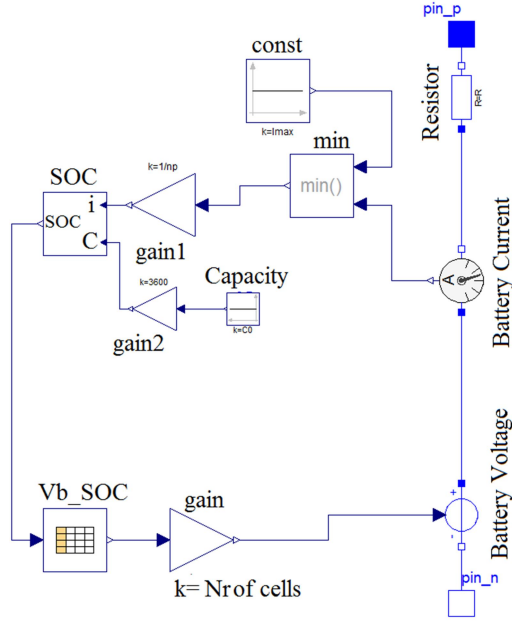 pin_p
const
k=Imax
Resistor
R=R
min
min()
k=1/np
SOC
i
SOC
C
gain1
k=3600
Capacity
k=C0
gain2
A
Battery Current
Vb_SOC
gain
k= Nr of cells
+
-
Battery Voltage
pin_n